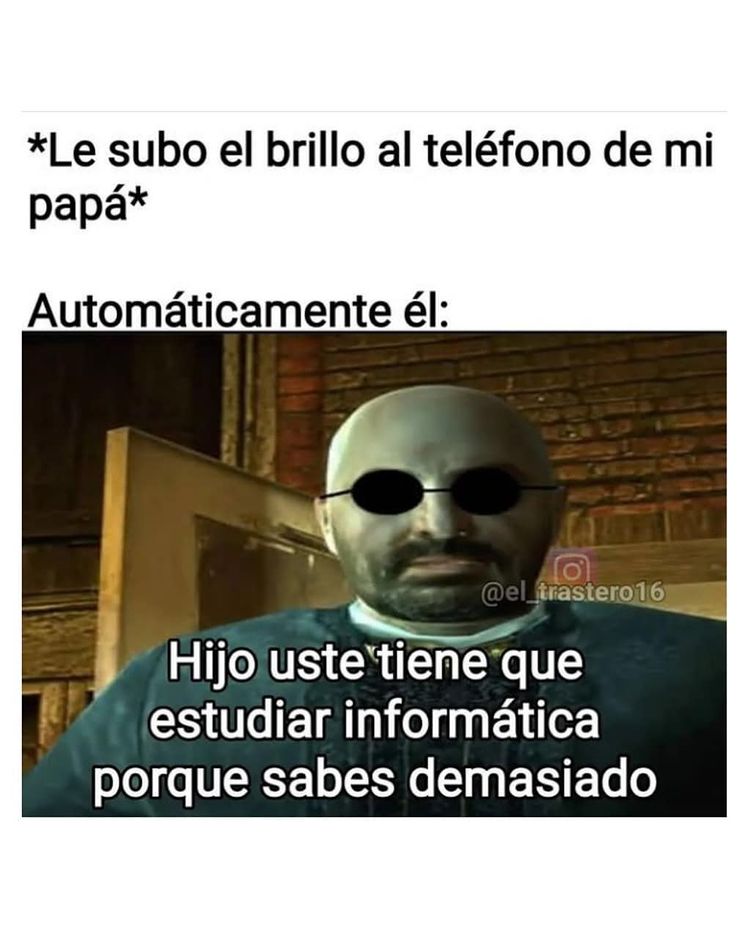 *Le subo el brillo al teléfono de mi
papá*
Automáticamente él:
@el_trastero16
Hijo uste tiene que
estudiar informática
porque sabes demasiado